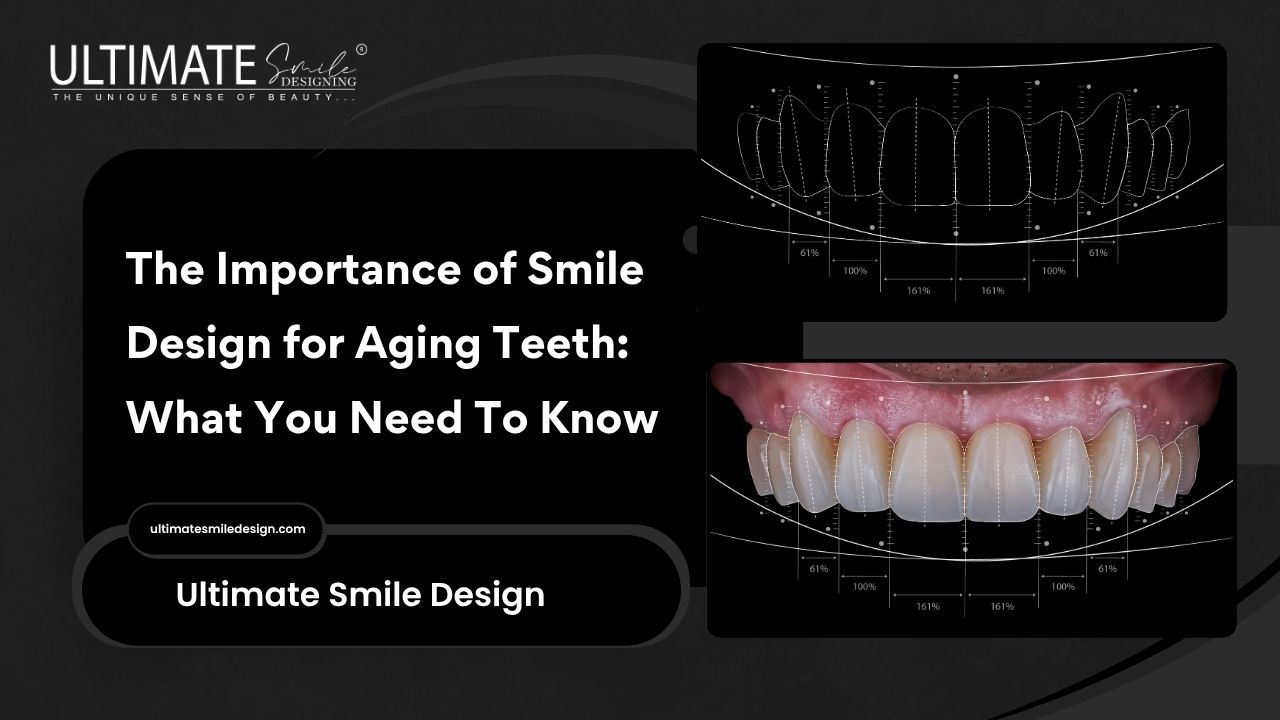 ULTIMATE Smile ®
DESIGNING
THE UNIQUE SENSE OF BEAUTY...
The Importance of Smile
Design for Aging Teeth:
What You Need To Know
ultimatesmiledesign.com
Ultimate Smile Design
61% 61%
100% 100%
161% 161%
61% 61%
100% 100%
161% 161%